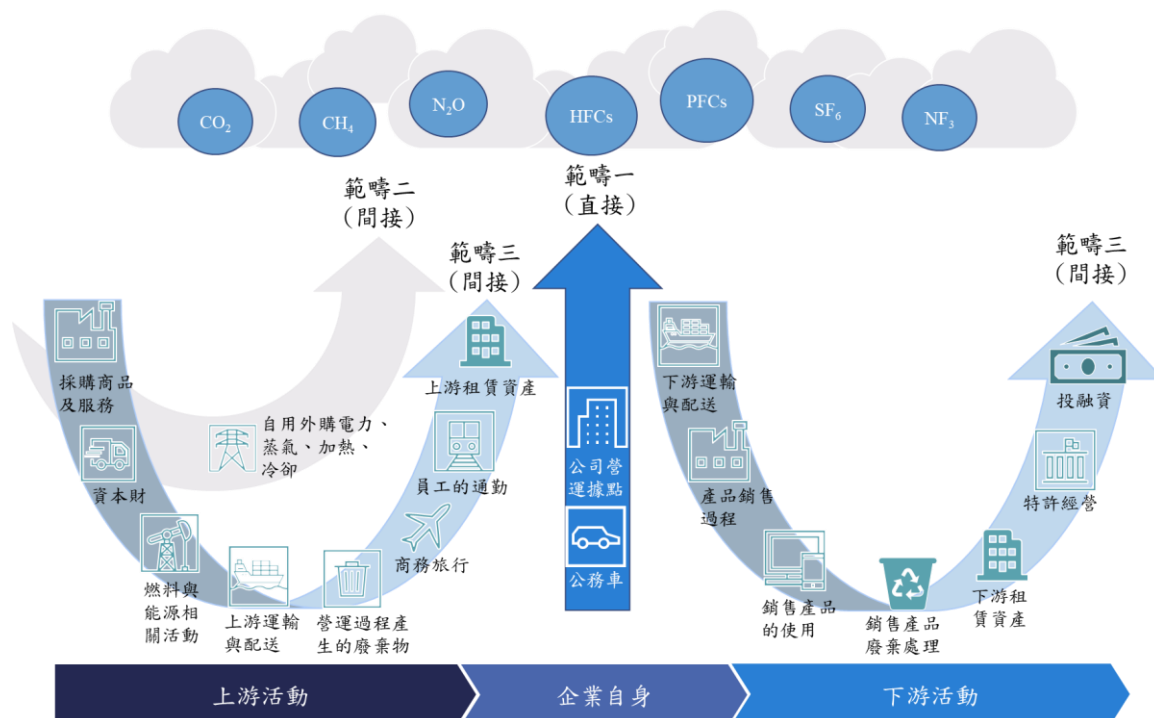 CO₂
CH₄
N₂O
HFCs
PFCs
SF₆
NF₃
範疇二
（間接）
範疇三
（間接）
範疇一
（直接）
範疇三
（間接）
採購商品
及服務
資本財
燃料與
能源相
關活動
上游運輸
與配送
營運過程產
生的廢棄物
商務旅行
員工的通勤
上游租賃資產
自用外購電力、
蒸氣、加熱、
冷卻
公司營
運據點
公務車
下游運輸
與配送
產品銷售
過程
銷售產品
的使用
銷售產品
廢棄處理
下游租
賃資產
特許經營
投融資
上游活動
企業自身
下游活動